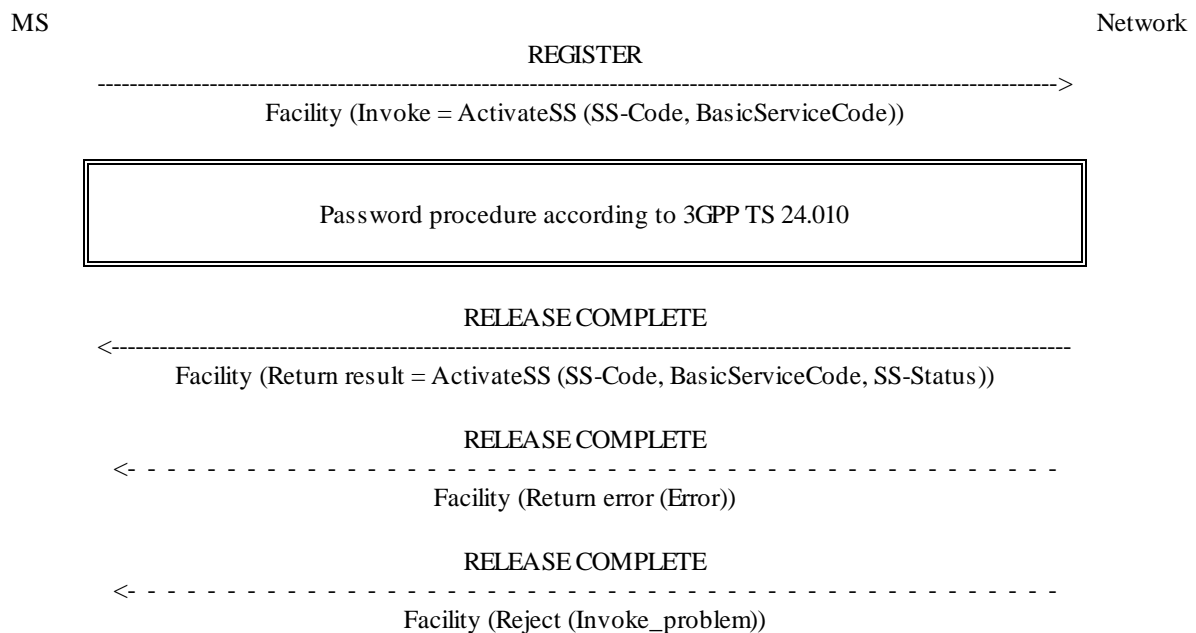 MS Network
REGISTER
Facility (Invoke = ActivateSS (SS-Code, BasicServiceCode))
Password procedure according to 3GPP TS 24.010
RELEASE COMPLETE
Facility (Return result = ActivateSS (SS-Code, BasicServiceCode, SS-Status))
RELEASE COMPLETE
Facility (Return error (Error))
RELEASE COMPLETE
Facility (Reject (Invoke_problem))